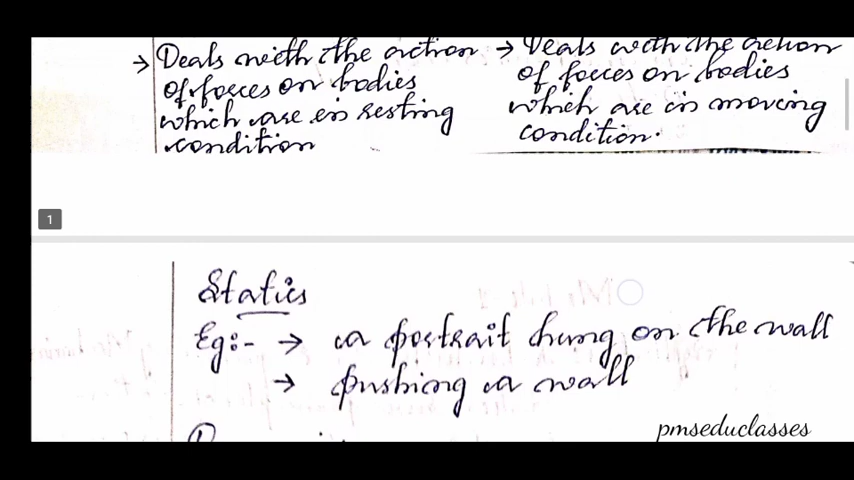 → Deals with the action
of forces on bodies
which are in resting
condition
→ Deals with the action
of forces on bodies
which are in moving
condition.
1
Statics
Eg:- → a portrait hung on the wall
→ pushing a wall
pmseduclasses